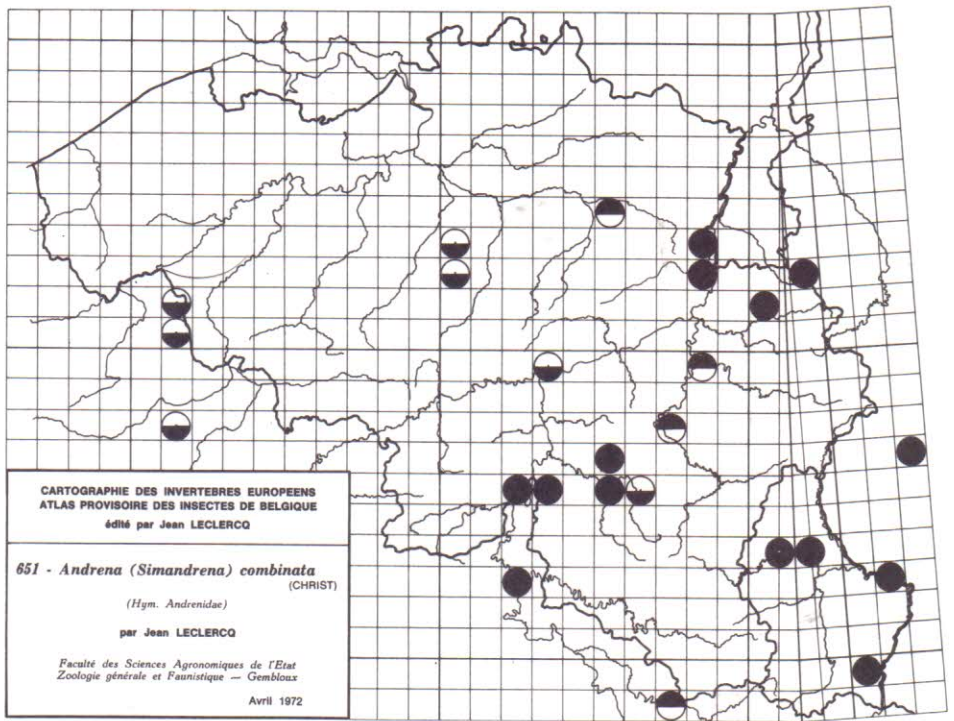 CARTOGRAPHIE DES INVERTEBRES EUROPEENS
ATLAS PROVISOIRE DES INSECTES DE BELGIQUE
édité par Jean LECLERCQ
651 - Andrena (Simandrena) combinata
(CHRIST)
(Hym. Andrenidae)
par Jean LECLERCQ
Faculté des Sciences Agronomiques de l'Etat
Zoologie générale et Faunistique — Gembloux
Avril 1972